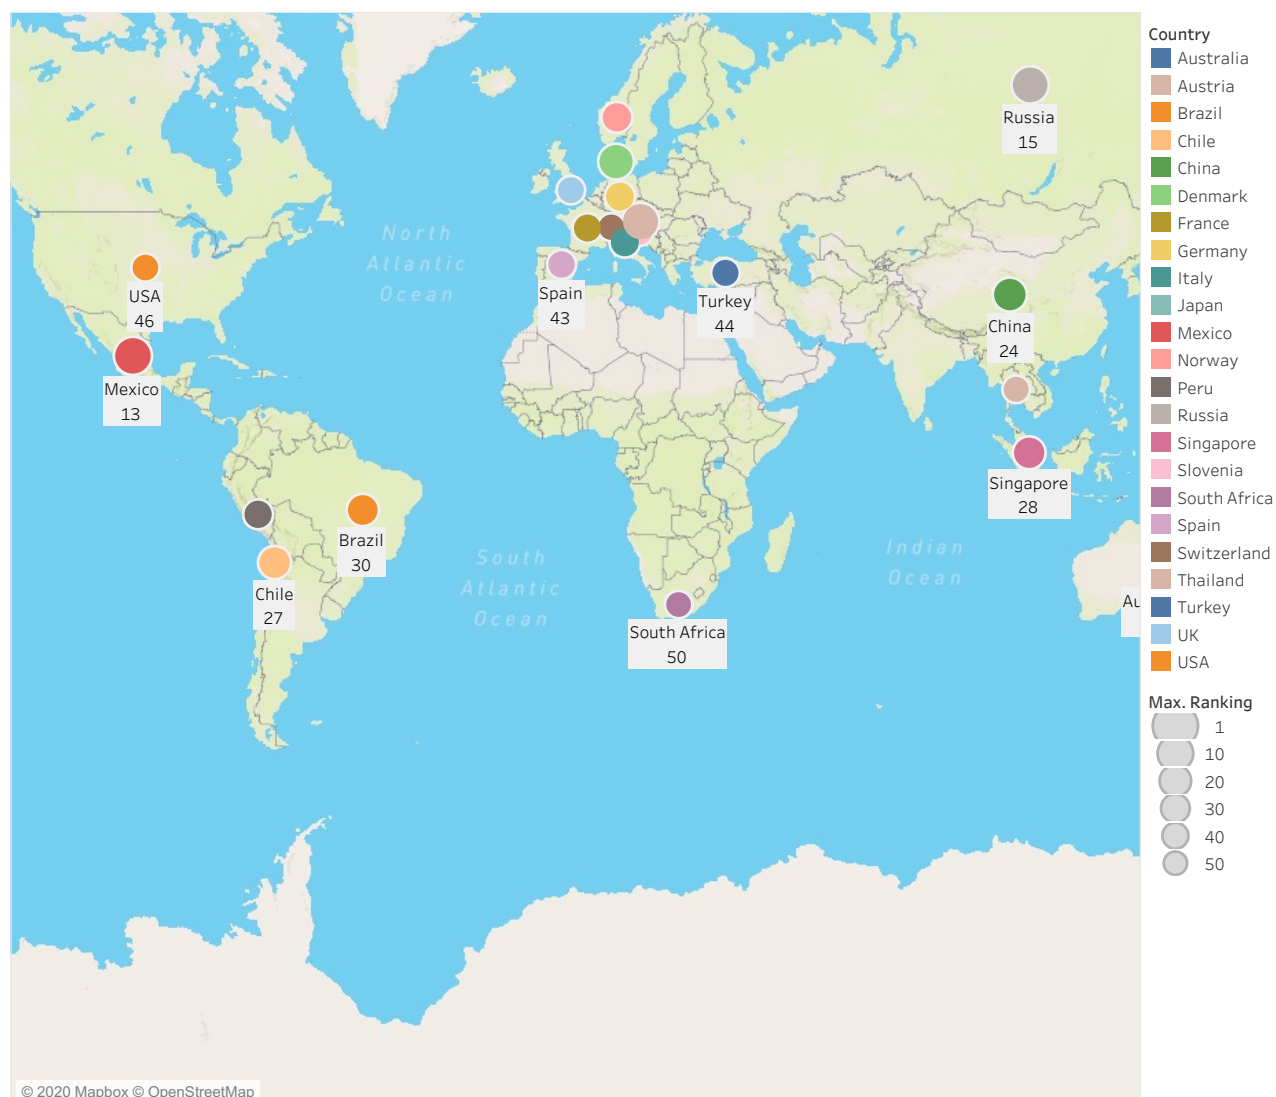 North
Atlantic
Ocean
Russia
15
USA
46
Mexico
13
Spain
43
Turkey
44
China
24
Singapore
28
Brazil
30
Chile
27
South Africa
50
South
Atlantic
Ocean
Indian
Ocean
Au
© 2020 Mapbox © OpenStreetMap
Country
Australia
Austria
Brazil
Chile
China
Denmark
France
Germany
Italy
Japan
Mexico
Norway
Peru
Russia
Singapore
Slovenia
South Africa
Spain
Switzerland
Thailand
Turkey
UK
USA
Max. Ranking
1
10
20
30
40
50